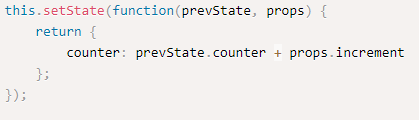 this.setState(function(prevState, props) {
    return {
        counter: prevState.counter + props.increment
    };
});